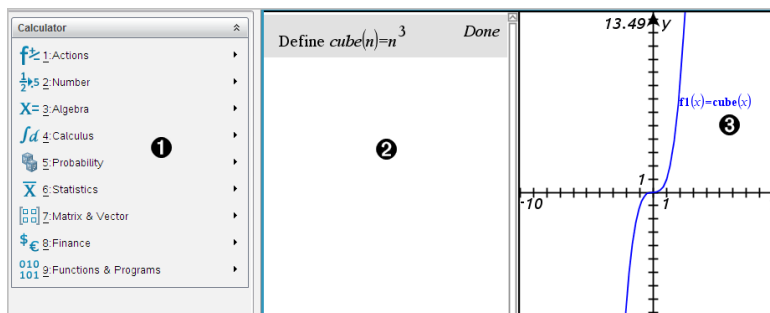 Calculator
1:Actions
2:Number
3:Algebra
4:Calculus
5:Probability
6:Statistics
7:Matrix & Vector
8:Finance
9:Functions & Programs
❶
Define cube(n)=n³ Done
❷
13.49 y
f1(x)=cube(x)
❸
1
-10 1